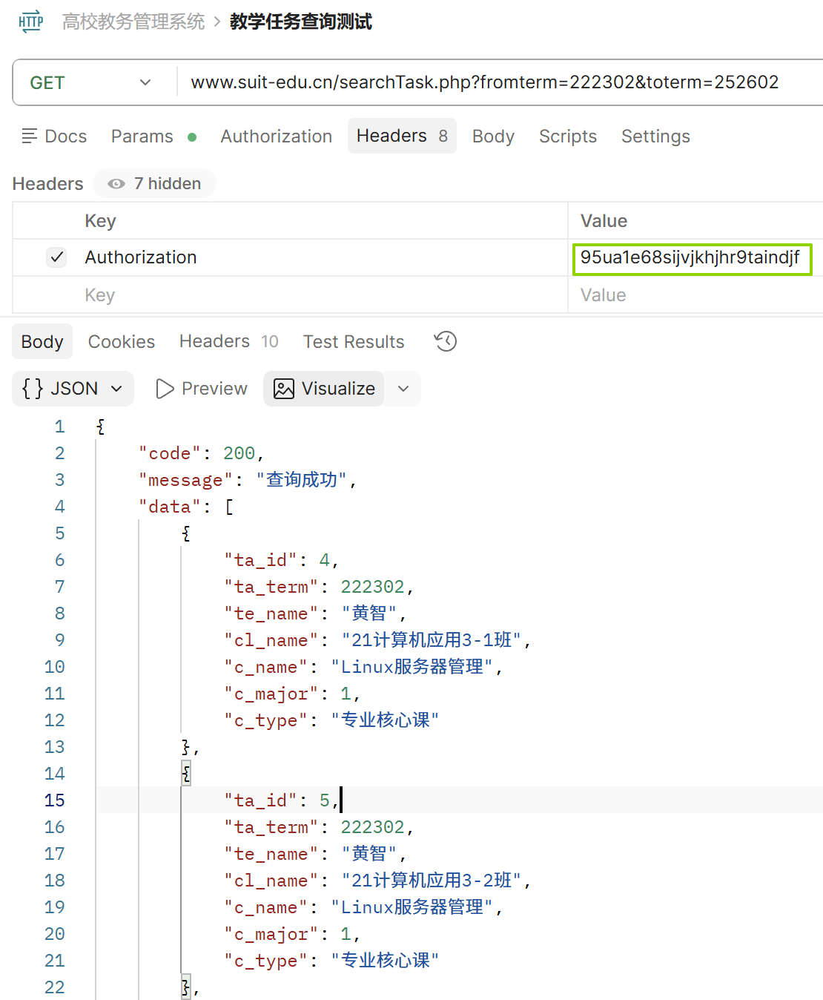 HTTP 高校教务管理系统 > 教学任务查询测试
GET www.suit-edu.cn/searchTask.php?fromterm=222302&toterm=252602
Docs Params Authorization Headers 8 Body Scripts Settings
Headers 7 hidden
Key Value
Authorization 95ua1e68sijvjkhjhr9taindjf
Key Value
Body Cookies Headers 10 Test Results
{ } JSON Preview Visualize
1 {
2 "code": 200,
3 "message": "查询成功",
4 "data": [
5 {
6 "ta_id": 4,
7 "ta_term": 222302,
8 "te_name": "黄智",
9 "cl_name": "21计算机应用3-1班",
10 "c_name": "Linux服务器管理",
11 "c_major": 1,
12 "c_type": "专业核心课"
13 },
14 {
15 "ta_id": 5,
16 "ta_term": 222302,
17 "te_name": "黄智",
18 "cl_name": "21计算机应用3-2班",
19 "c_name": "Linux服务器管理",
20 "c_major": 1,
21 "c_type": "专业核心课"
22 },